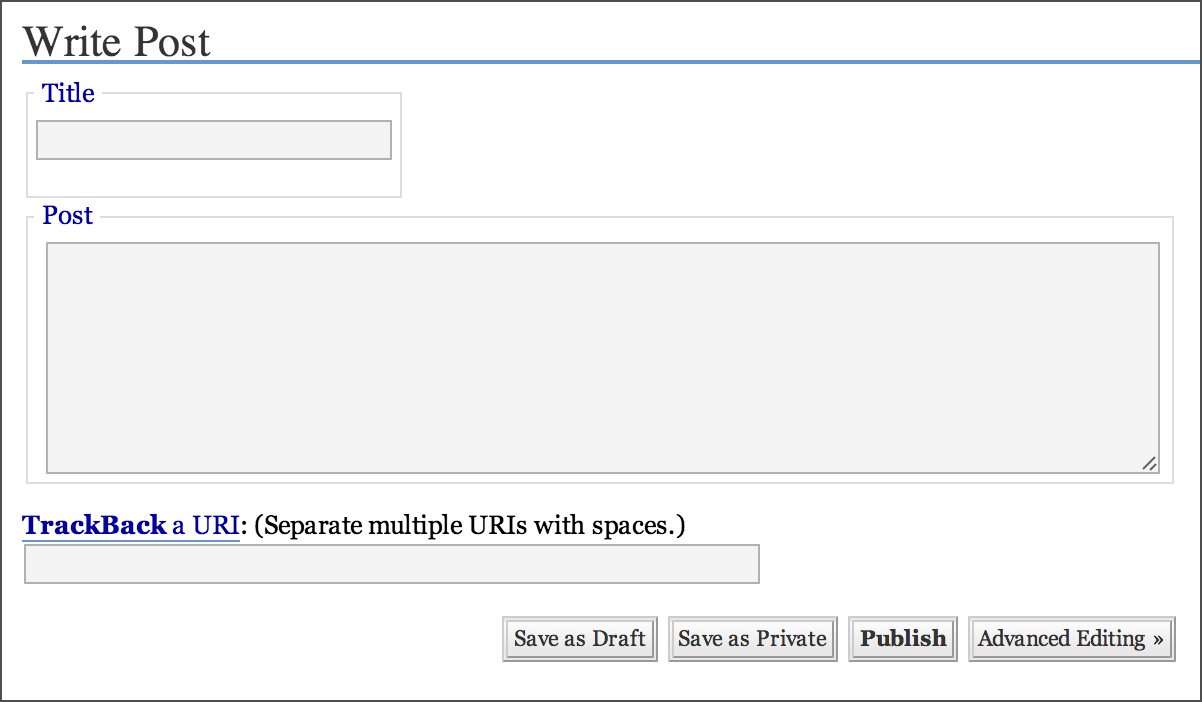 Write Post
Title
Post
TrackBack a URI: (Separate multiple URIs with spaces.)
Save as Draft Save as Private Publish Advanced Editing »